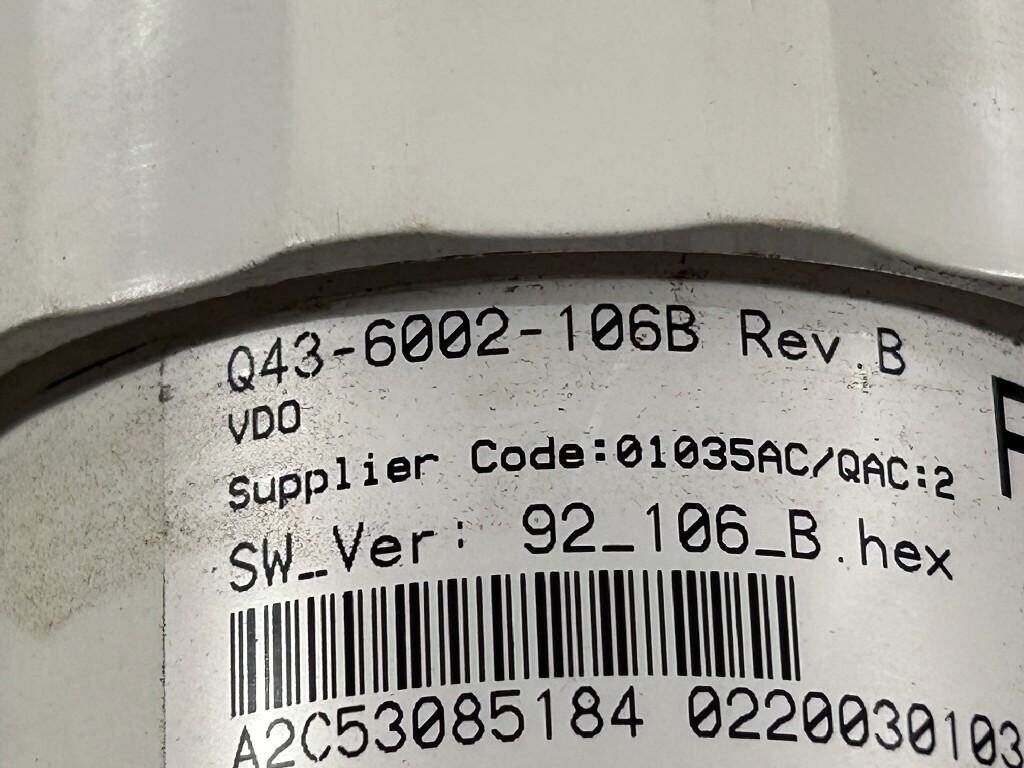 Q43-6002-106B Rev.B
VDO
Supplier Code:01035AC/QAC:2
SW_Ver: 92_106_B.hex
A2C53085184 0220030103